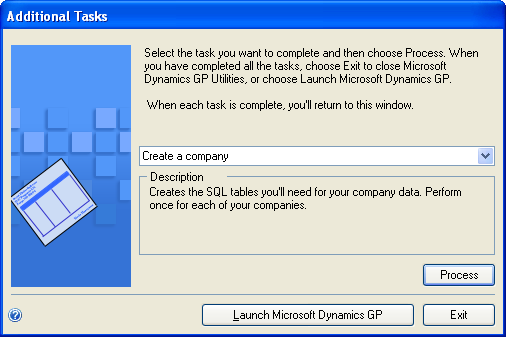 Additional Tasks
Select the task you want to complete and then choose Process. When
you have completed all the tasks, choose Exit to close Microsoft
Dynamics GP Utilities, or choose Launch Microsoft Dynamics GP.
When each task is complete, you'll return to this window.
Create a company
Description
Creates the SQL tables you'll need for your company data. Perform
once for each of your companies.
Process
Launch Microsoft Dynamics GP
Exit